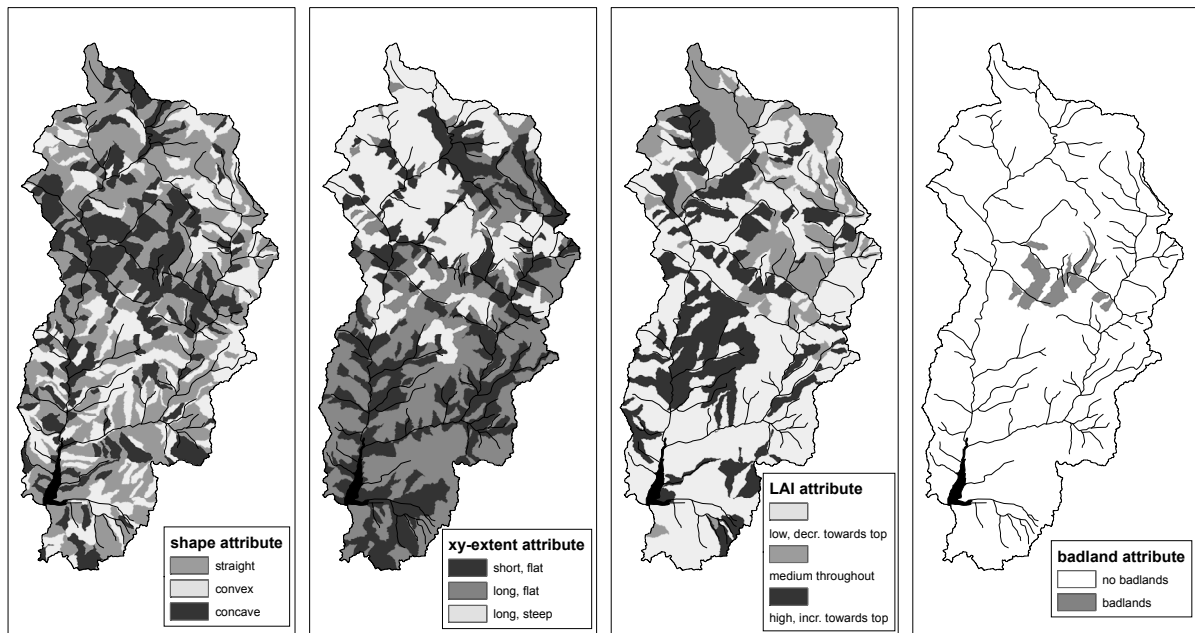 shape attribute
straight
convex
concave
xy-extent attribute
short, flat
long, flat
long, steep
LAI attribute
low, decr. towards top
medium throughout
high, incr. towards top
badland attribute
no badlands
badlands